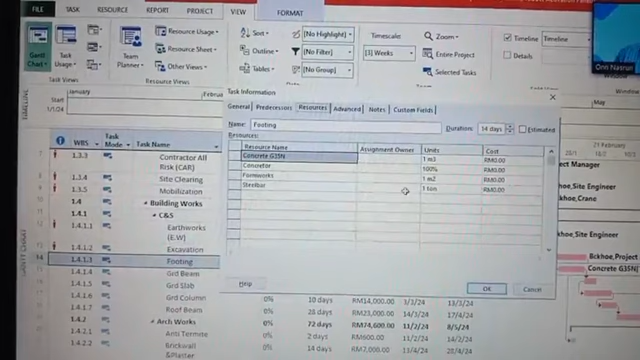 FILE TASK RESOURCE REPORT PROJECT VIEW FORMAT
Gantt Chart
Task Usage
Team Planner
Resource Usage
Resource Sheet
Other Views
Sort
Outline
Tables
[No Highlight]
[No Filter]
[No Group]
Timescale:
[3] Weeks
Zoom
Entire Project
Selected Tasks
Timeline Timeline
Details
Task Views Resource Views
Window
TIMELINE
Start
1/1/24
January
May
Task Information
General Predecessors Resources Advanced Notes Custom Fields
Name: Footing Duration: 14 days Estimated
Resources:
Resource Name Assignment Owner Units Cost
Concrete G35N 1 m3 RM0.00
100% RM0.00
Formworks 1 m2 RM0.00
Steelbar 1 ton RM0.00
Help OK Cancel
WBS Task Mode Task Name
1.3.3 Contractor All Risk (CAR)
1.3.4 Site Clearing
1.3.5 Mobilization
1.4 Building Works
1.4.1 C&S
1.4.1.1 Earthworks (E.W)
1.4.1.2 Excavation
14 1.4.1.3 Footing
1.4.1.4 Grd Beam
1.4.1.5 Grd Slab
1.4.1.6 Grd Column 0% 10 days RM14,000.00 3/1/24 13/3/24
1.4.1.7 Roof Beam 0% 28 days RM23,000.00 14/3/24 14/4/24
1.4.2 Arch Works 0% 72 days RM74,600.00 11/2/24 8/5/24
1.4.2.1 Anti Termite 0% 2 days RM600.00 11/2/24 13/2/24
1.4.2.2 Brickwall &Plaster 0% 14 days RM7,000.00 11/4/24 28/4/24
GANTT CHART
21 February
28/1 18/2 3/3
Project Manager
Bckhoe,Site Engineer
Bckhoe,Crane
Bckhoe,Site Engineer
Bckhoe,Project
Concrete G35N